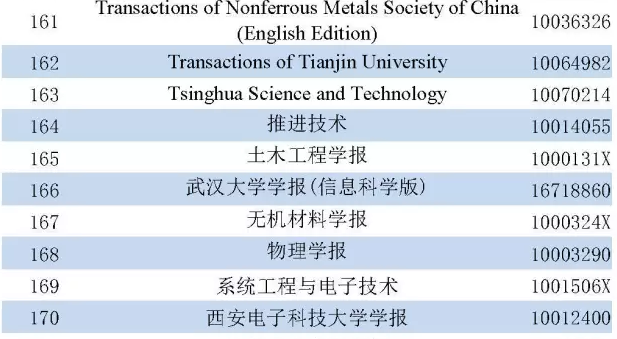 161 Transactions of Nonferrous Metals Society of China (English Edition) 10036326
162 Transactions of Tianjin University 10064982
163 Tsinghua Science and Technology 10070214
164 推进技术 10014055
165 土木工程学报 1000131X
166 武汉大学学报(信息科学版) 16718860
167 无机材料学报 1000324X
168 物理学报 10003290
169 系统工程与电子技术 1001506X
170 西安电子科技大学学报 10012400